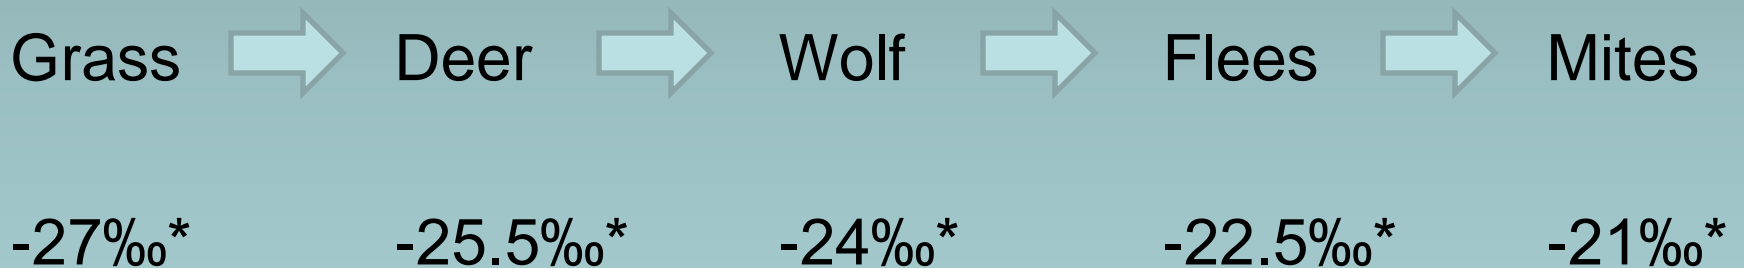 Grass Deer Wolf Flees Mites
-27‰* -25.5‰* -24‰* -22.5‰* -21‰*